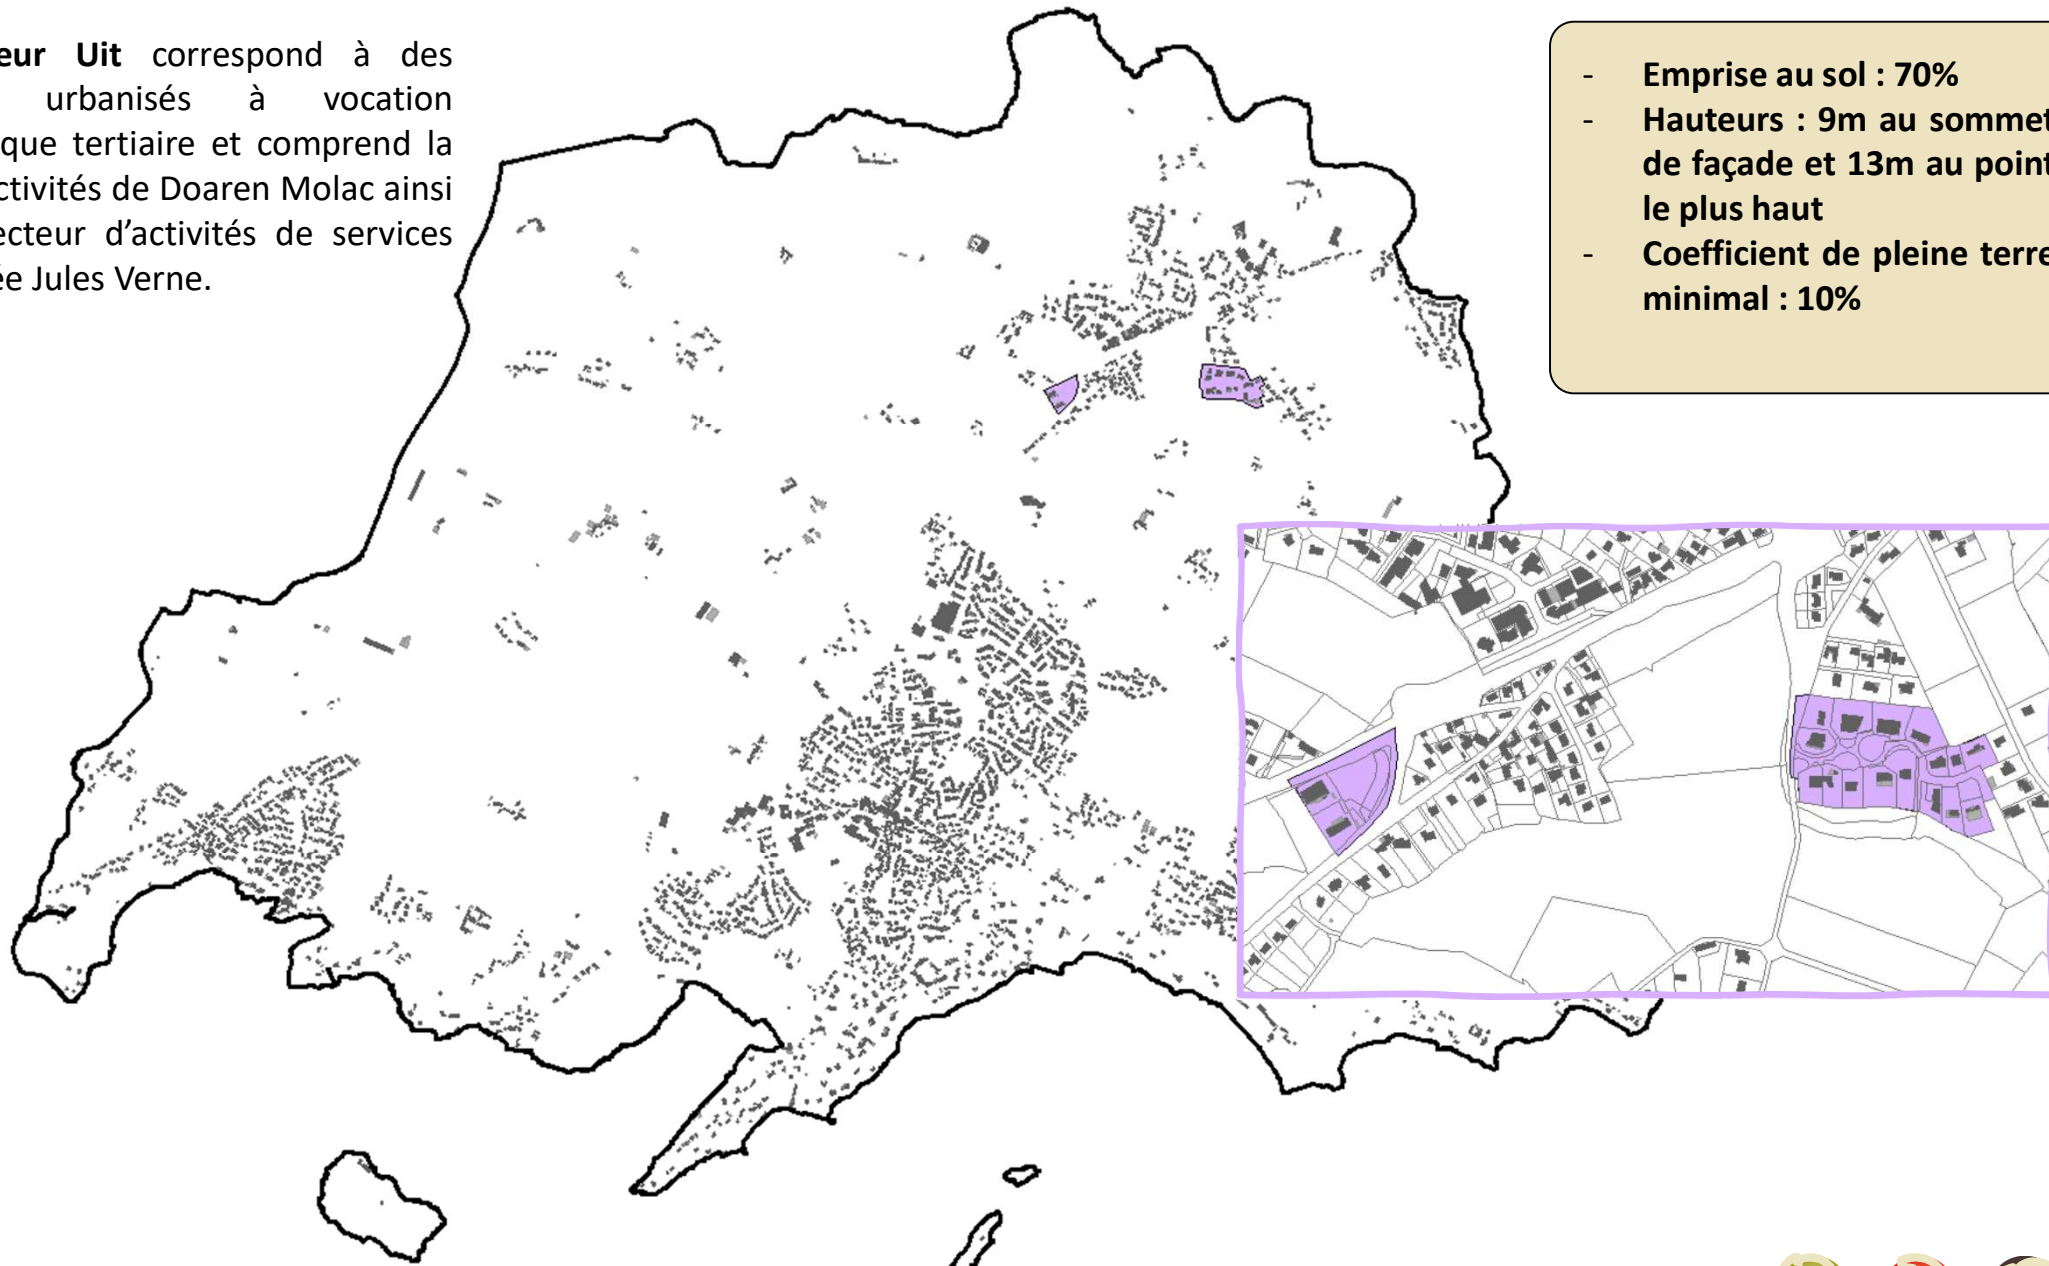 eur Uit correspond à des
urbanisés à vocation
que tertiaire et comprend la
ctivités de Doaren Molac ainsi
ecteur d’activités de services
ée Jules Verne.
- Emprise au sol : 70%
- Hauteurs : 9m au sommet
de façade et 13m au point
le plus haut
- Coefficient de pleine terre
minimal : 10%